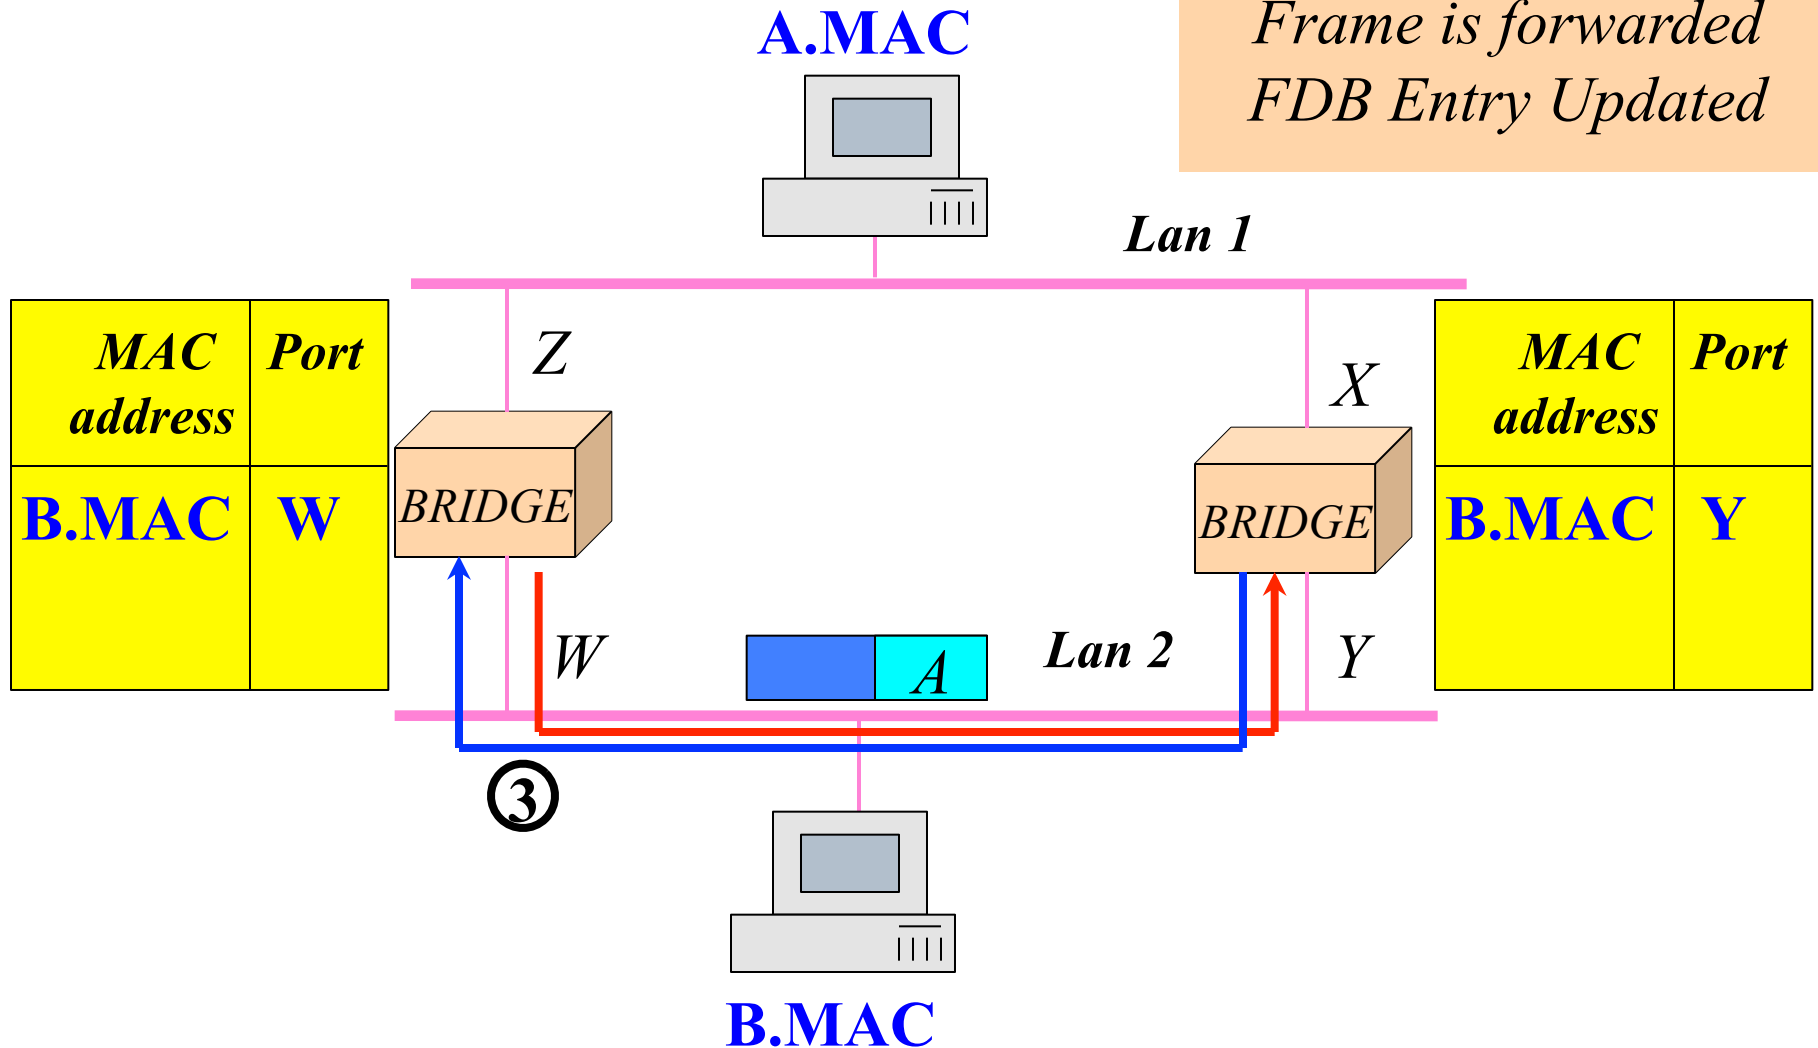 A.MAC
Frame is forwarded
FDB Entry Updated
Lan 1
MAC
address
Port
B.MAC
W
Z
BRIDGE
W
X
BRIDGE
Y
MAC
address
Port
B.MAC
Y
A
Lan 2
3
B.MAC